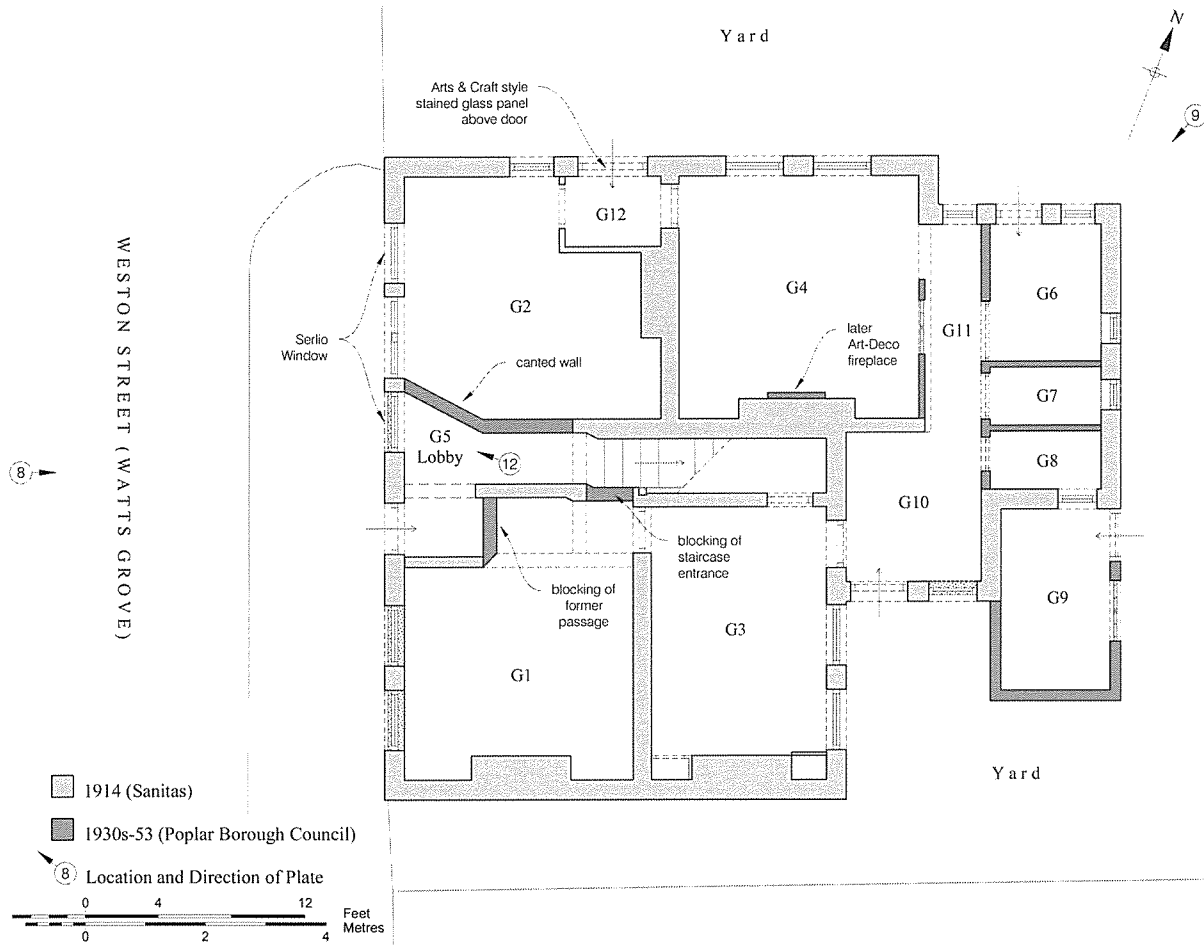 Yard
N
Arts & Craft style
stained glass panel
above door
9
G12
WESTON STREET (WATTS GROVE)
G2
G4
G6
G11
Serlio
Window
later
Art-Deco
fireplace
canted wall
G7
G5
Lobby
12
G8
8
G10
blocking of
staircase
entrance
blocking of
former
passage
G9
G3
G1
Yard
1914 (Sanitas)
1930s-53 (Poplar Borough Council)
8 Location and Direction of Plate
0 4 12
Feet
Metres
0 2 4